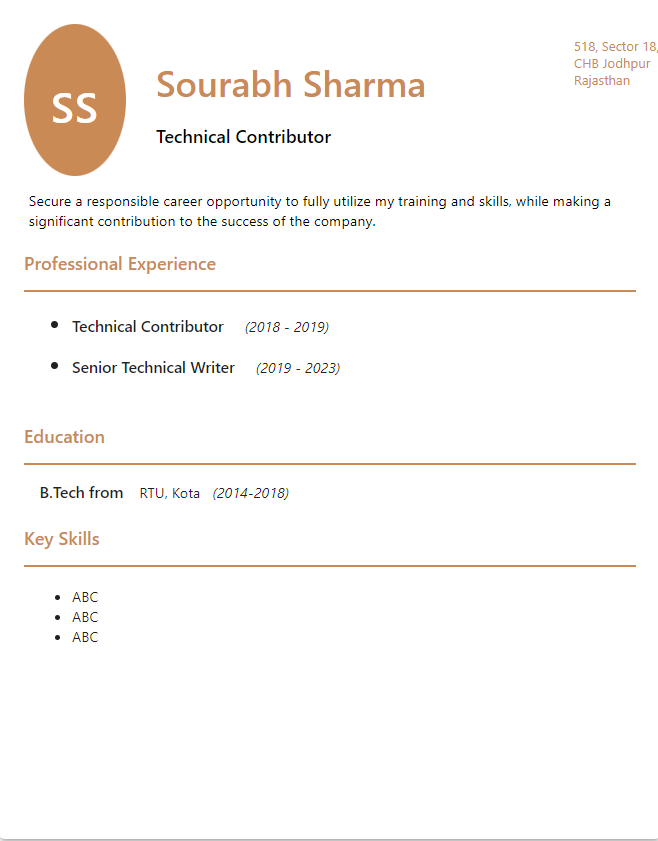 SS
Sourabh Sharma
Technical Contributor
518, Sector 18,
CHB Jodhpur
Rajasthan
Secure a responsible career opportunity to fully utilize my training and skills, while making a
significant contribution to the success of the company.
Professional Experience
Technical Contributor (2018 - 2019)
Senior Technical Writer (2019 - 2023)
Education
B.Tech from RTU, Kota (2014-2018)
Key Skills
ABC
ABC
ABC